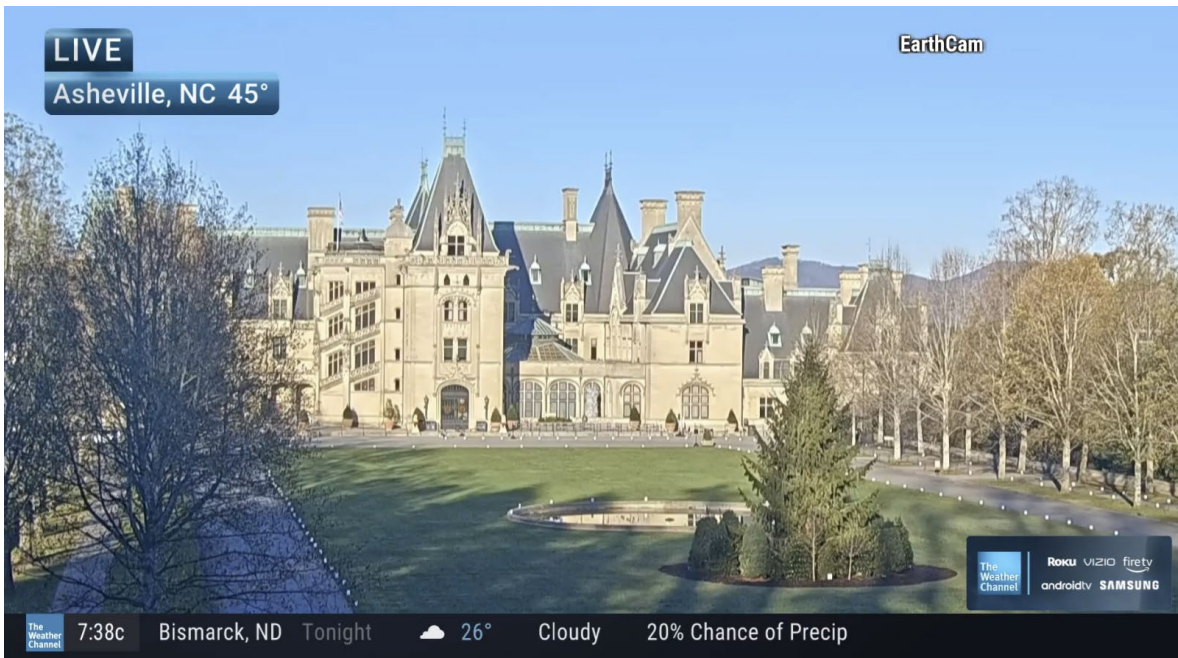 LIVE
EarthCam
Asheville, NC 45°
The Weather Channel
Roku VIZIO firetv
androidtv SAMSUNG
The Weather Channel
7:38c Bismarck, ND Tonight 26° Cloudy 20% Chance of Precip